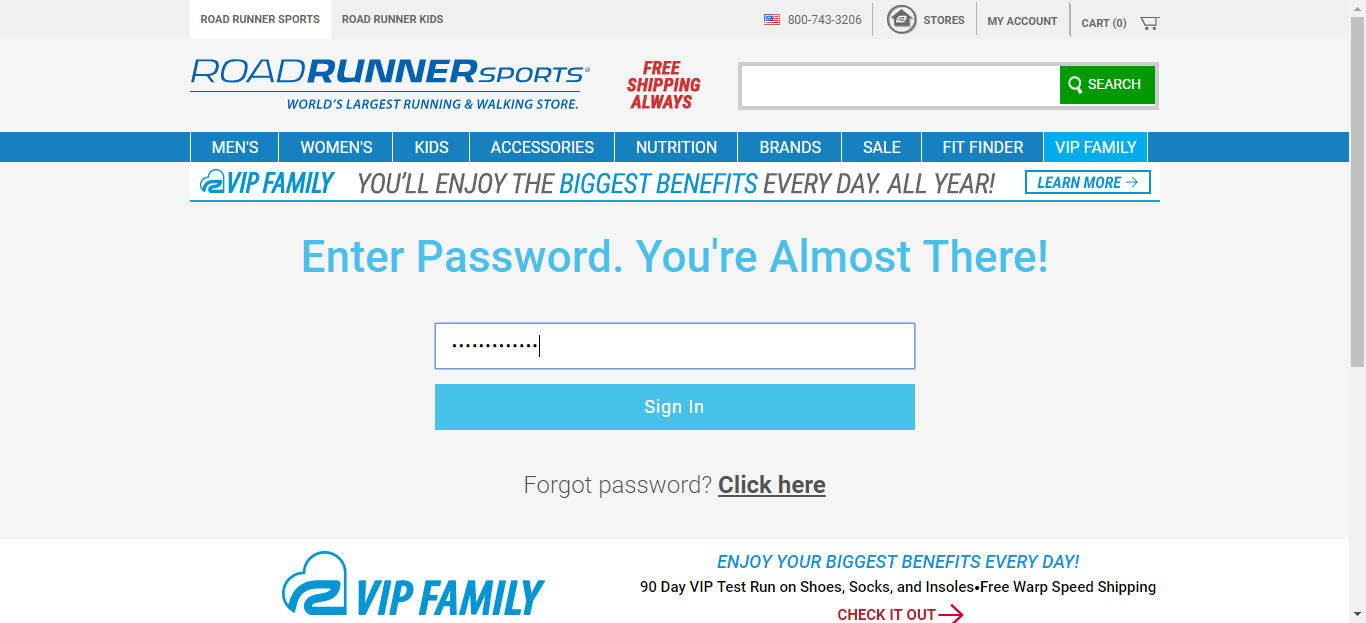 ROAD RUNNER SPORTS ROAD RUNNER KIDS 800-743-3206 STORES MY ACCOUNT CART (0)
ROADRUNNERSPORTS®
WORLD'S LARGEST RUNNING & WALKING STORE.
FREE
SHIPPING
ALWAYS
SEARCH
MEN'S WOMEN'S KIDS ACCESSORIES NUTRITION BRANDS SALE FIT FINDER VIP FAMILY
VIP FAMILY YOU'LL ENJOY THE BIGGEST BENEFITS EVERY DAY. ALL YEAR! LEARN MORE →
Enter Password. You're Almost There!
•••••••••••••
Sign In
Forgot password? Click here
VIP FAMILY
ENJOY YOUR BIGGEST BENEFITS EVERY DAY!
90 Day VIP Test Run on Shoes, Socks, and Insoles•Free Warp Speed Shipping
CHECK IT OUT →